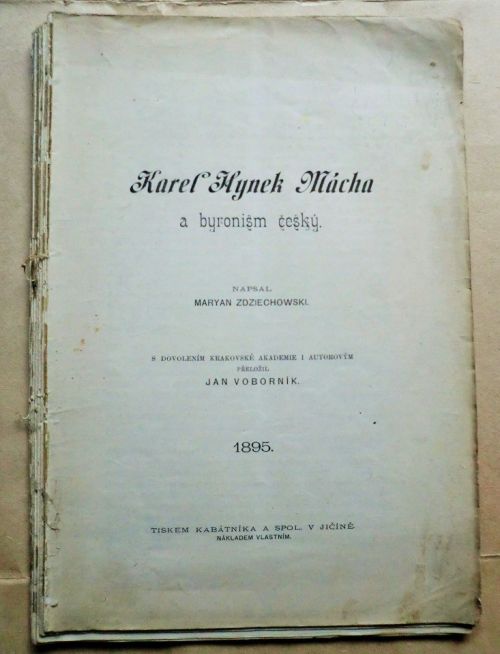 Karel Hynek Mácha
a byronism český.
NAPSAL
MARYAN ZDZIECHOWSKI.
S DOVOLENÍM KRAKOVSKÉ AKADEMIE I AUTOROVÝM
PŘELOŽIL
JAN VOBORNÍK.
1895.
TISKEM KABÁTNÍKA A SPOL. V JIČÍNĚ.
NÁKLADEM VLASTNÍM.